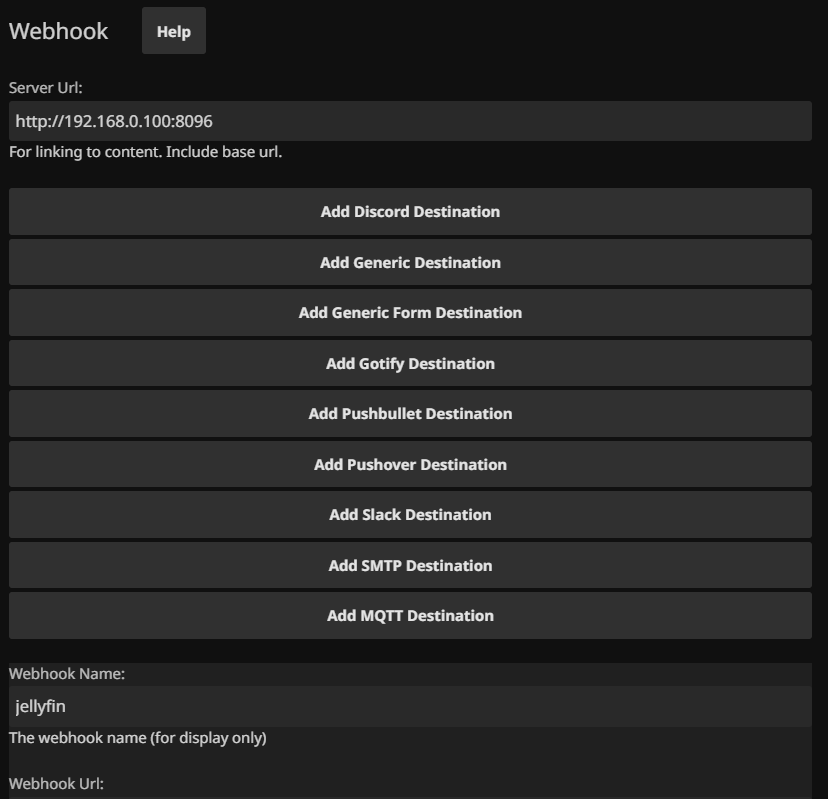 Webhook
Help
Server Url:
http://192.168.0.100:8096
For linking to content. Include base url.
Add Discord Destination
Add Generic Destination
Add Generic Form Destination
Add Gotify Destination
Add Pushbullet Destination
Add Pushover Destination
Add Slack Destination
Add SMTP Destination
Add MQTT Destination
Webhook Name:
jellyfin
The webhook name (for display only)
Webhook Url: